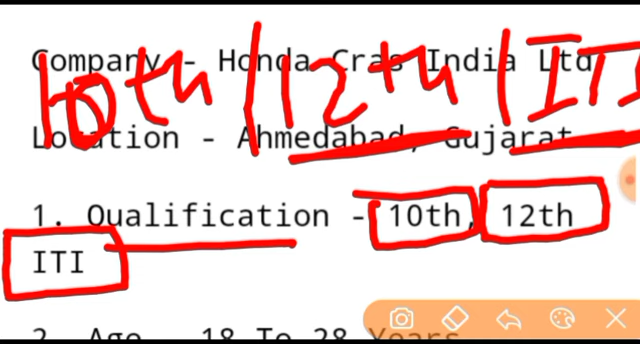 Company - Honda Cras India Ltd
10th / 12th / ITI
Location - Ahmedabad, Gujarat
1. Qualification - 10th, 12th
ITI
2. Age - 18 To 28 Years